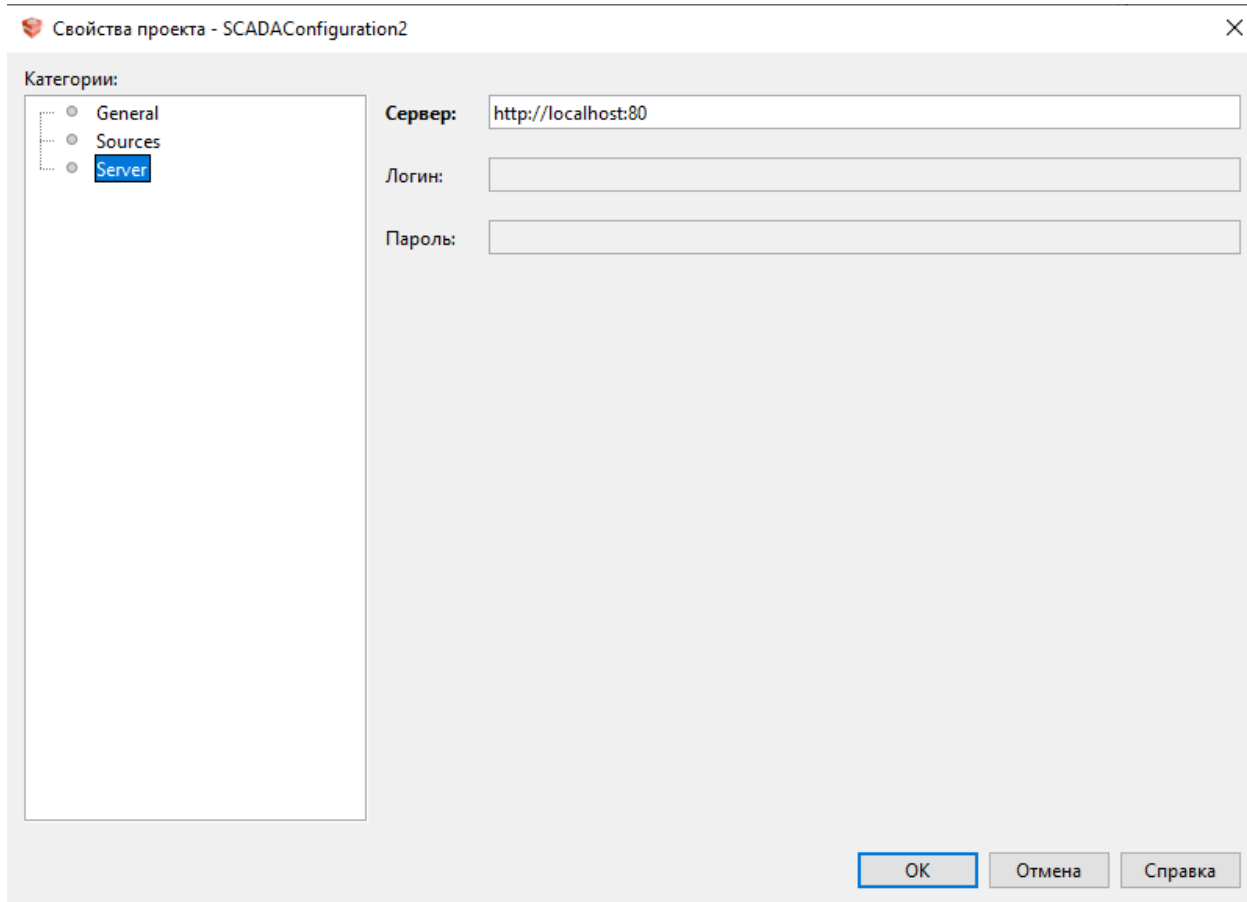 Свойства проекта - SCADAConfiguration2
Категории:
General
Sources
Server
Сервер: http://localhost:80
Логин:
Пароль:
OK Отмена Справка